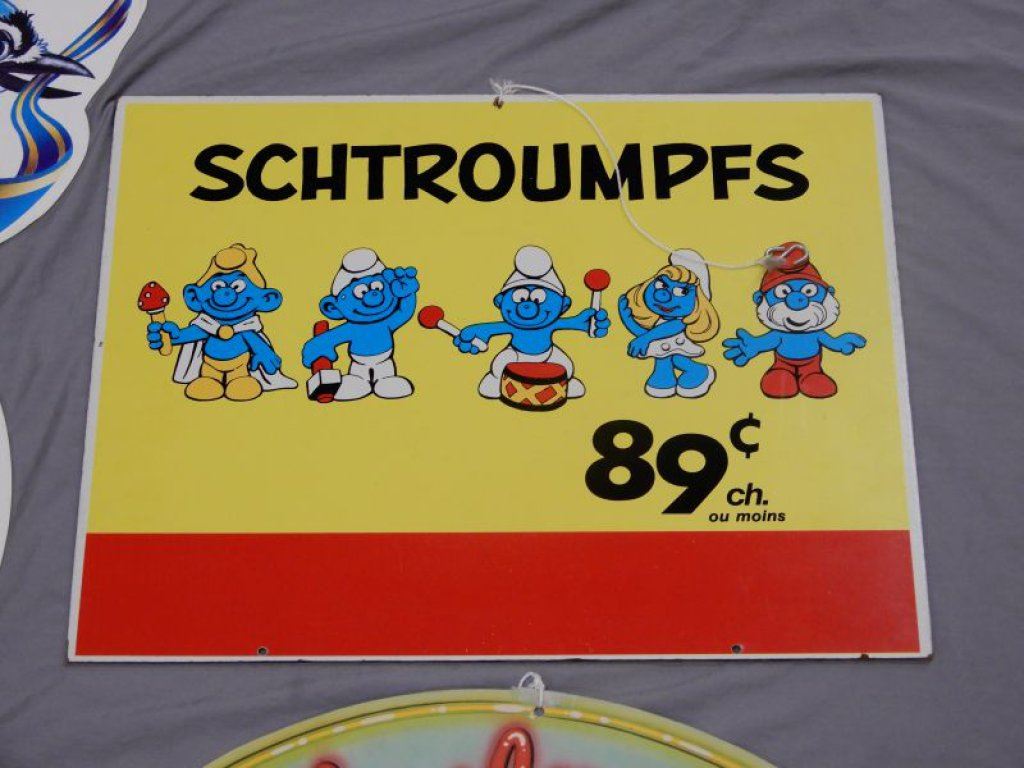 SCHTROUMPFS
89¢
ch.
ou moins